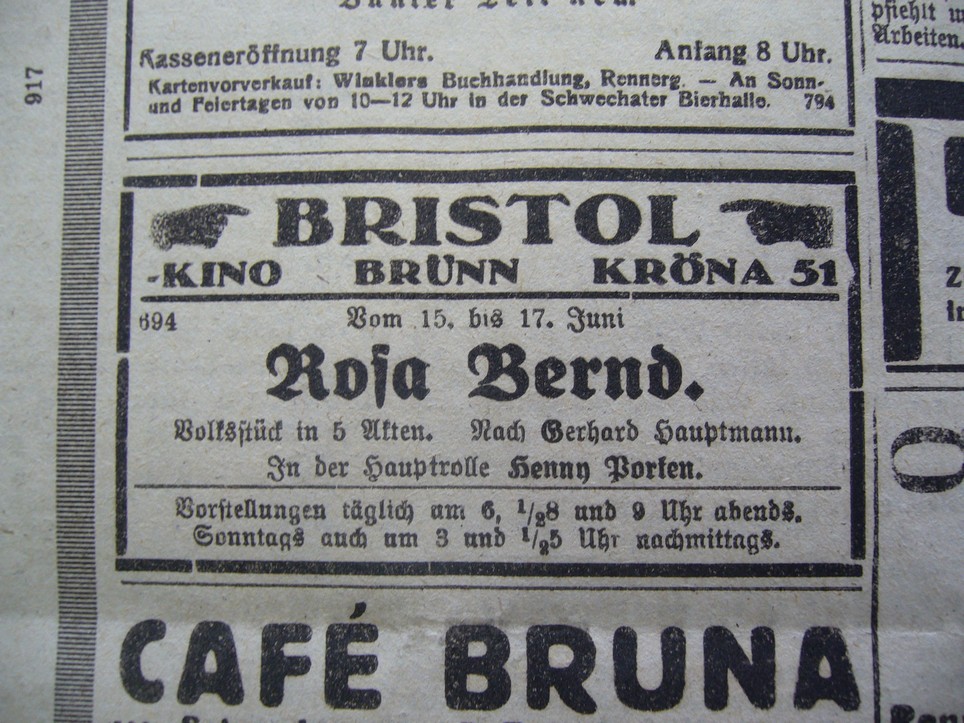 Kasseneröffnung 7 Uhr. Anfang 8 Uhr.
Kartenvorverkauf: Winklers Buchhandlung, Renнerg. — An Sonn-
und Feiertagen von 10—12 Uhr in der Schwechater Bierhalle. 794
917
BRISTOL
-KINO BRÜNN KRÖNA 51
694 Vom 15. bis 17. Juni
Rosa Bernd.
Volksstück in 5 Akten. Nach Gerhard Hauptmann.
In der Hauptrolle Henny Porten.
Vorstellungen täglich um 6, 1/28 und 9 Uhr abends.
Sonntags auch um 3 und 1/25 Uhr nachmittags.
CAFÉ BRUNA
pfiehlt
Arbeiten.